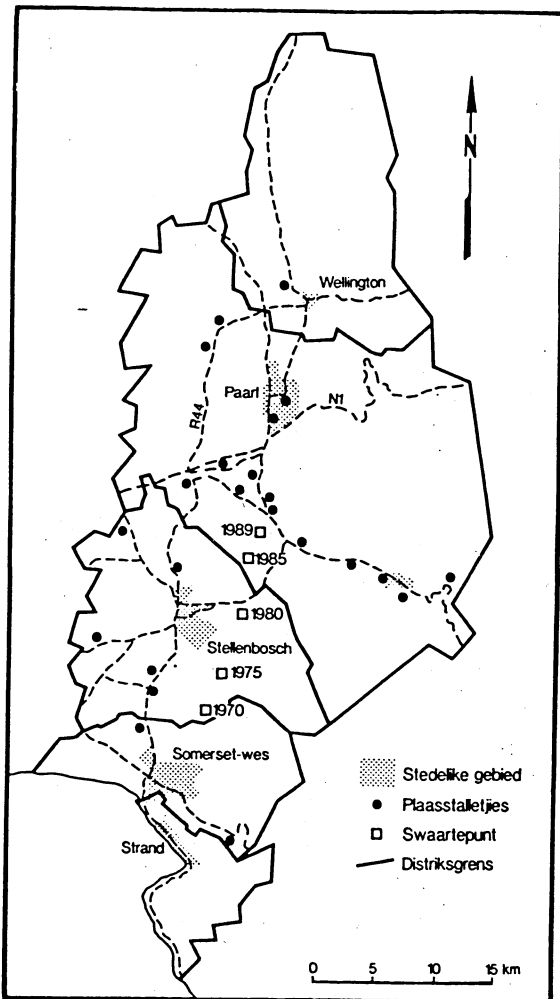 N
Wellington
Paarl
N1
R44
1989
1985
1980
Stellenbosch
1975
1970
Somerset-wes
Stedelike gebied
Plaasstalletjies
Swaartepunt
Strand
Distriksgrens
0 5 10 15 km